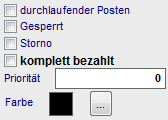 durchlaufender Posten
Gesperrt
Storno
komplett bezahlt
Priorität 0
Farbe ...